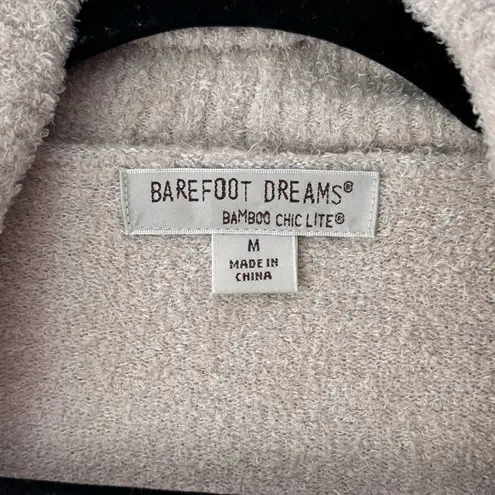 BAREFOOT DREAMS®
BAMBOO CHIC LITE®
M
MADE IN
CHINA